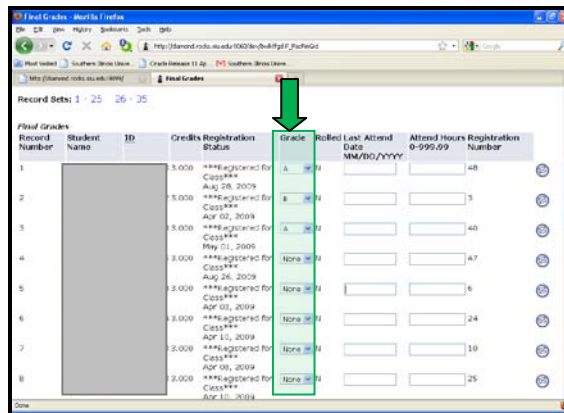 Final Grades - Mozilla Firefox
File Edit View History Bookmarks Tools Help
Most Visited Southern Illinois Unive... Grade Release 11 Ap... Southern Illinois Unive...
Final Grades
Record Sets: 1 - 25 26 - 35
Final Grades
Record Number Student Name ID Credits Registration Status Grade Rolled Last Attend Date MM/DD/YYYY Attend Hours 0-999.99 Registration Number
1 3.000 ***Registered for Class*** Aug 28, 2009 A N 48
2 3.000 ***Registered for Class*** Apr 02, 2009 B N 3
3 3.000 ***Registered for Class*** May 01, 2009 A N 40
4 3.000 ***Registered for Class*** Aug 26, 2009 None N 47
5 3.000 ***Registered for Class*** Apr 03, 2009 None N 6
6 3.000 ***Registered for Class*** Apr 10, 2009 None N 24
7 3.000 ***Registered for Class*** Apr 08, 2009 None N 10
8 3.000 ***Registered for Class*** Apr 10, 2009 None N 25
Done